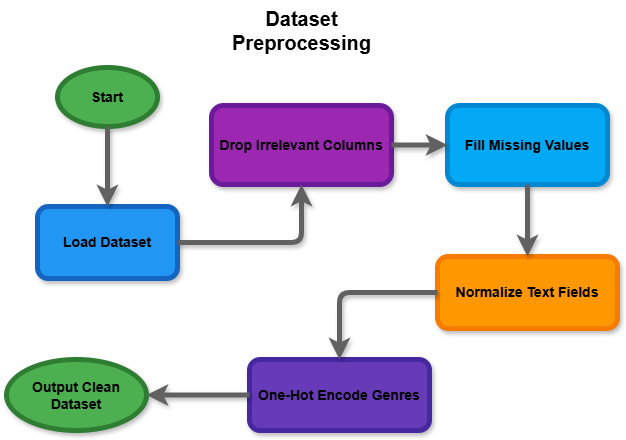 Dataset
Preprocessing
Start
Drop Irrelevant Columns
Fill Missing Values
Load Dataset
Normalize Text Fields
Output Clean
Dataset
One-Hot Encode Genres